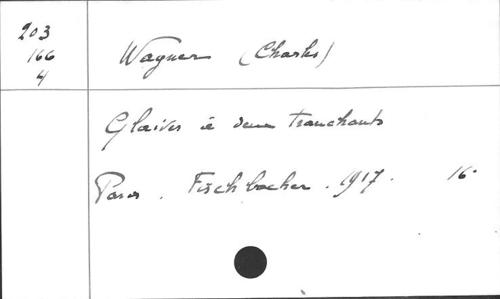 203
166
4
Wagner (Charles)
Glaives à deux tranchants
Paris. Fischbacher. 1917. 16°